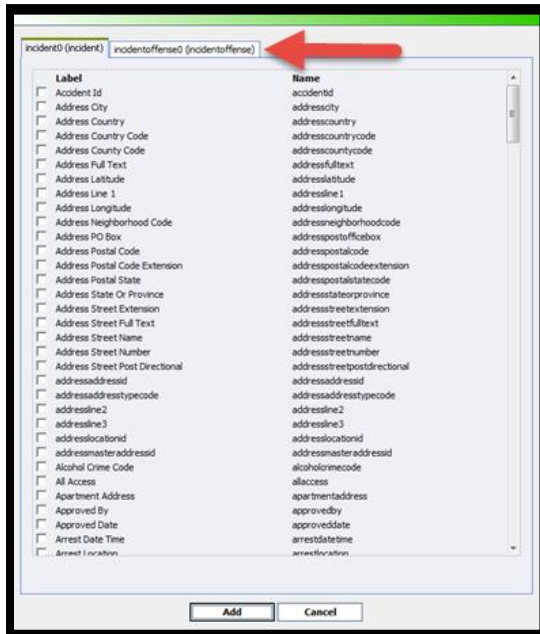 incident0 (incident) incidentoffense0 (incidentoffense)
Label Name
Accident Id accidentid
Address City addresscity
Address Country addresscountry
Address Country Code addresscountrycode
Address County Code addresscountycode
Address Full Text addressfulltext
Address Latitude addresslatitude
Address Line 1 addressline1
Address Longitude addresslongitude
Address Neighborhood Code addressneighborhoodcode
Address PO Box addresspostofficebox
Address Postal Code addresspostalcode
Address Postal Code Extension addresspostalcodeextension
Address Postal State addresspostalstatecode
Address State Or Province addressstateorprovince
Address Street Extension addressstreetextension
Address Street Full Text addressstreetfulltext
Address Street Name addressstreetname
Address Street Number addressstreetnumber
Address Street Post Directional addressstreetpostdirectional
addressaddressid addressaddressid
addressaddresstypecode addressaddresstypecode
addressline2 addressline2
addressline3 addressline3
addresslocationid addresslocationid
addressmasteraddressid addressmasteraddressid
Alcohol Crime Code alcoholcrimecode
All Access allaccess
Apartment Address apartmentaddress
Approved By approvedby
Approved Date approveddate
Arrest Date Time arrestdatetime
Arrest Location arrestlocation
Add Cancel